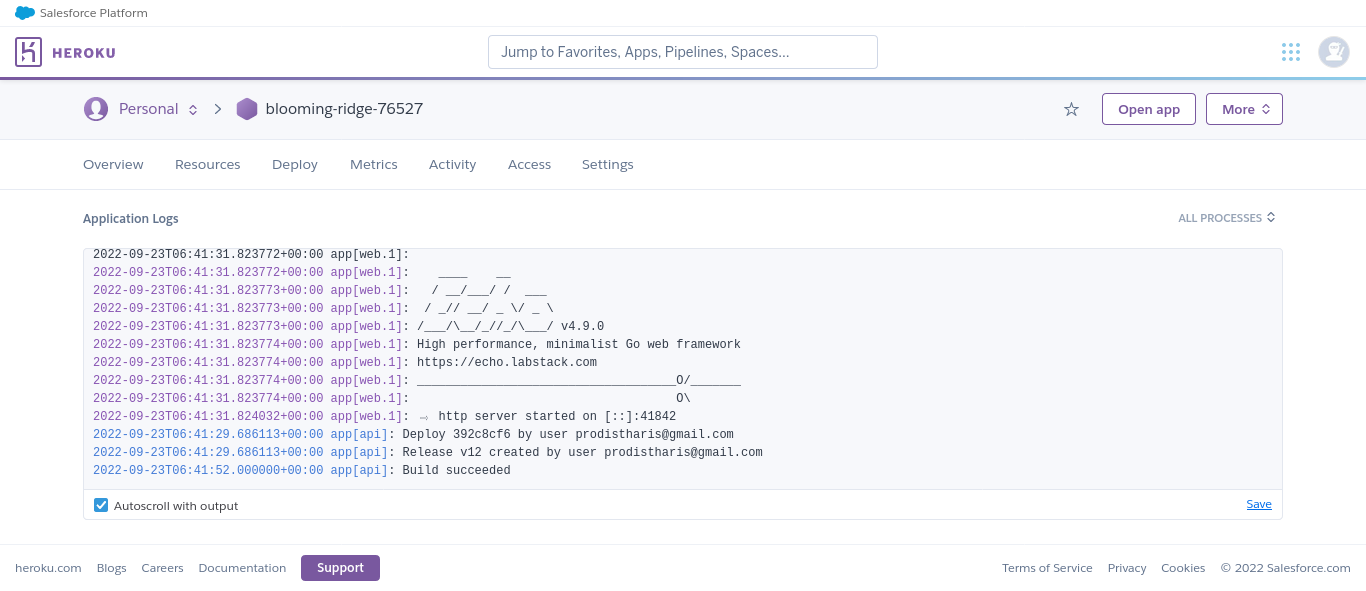 Salesforce Platform
HEROKU
Jump to Favorites, Apps, Pipelines, Spaces...
Personal
blooming-ridge-76527
Open app
More
Overview Resources Deploy Metrics Activity Access Settings
Application Logs
ALL PROCESSES
2022-09-23T06:41:31.823772+00:00 app[web.1]:
2022-09-23T06:41:31.823772+00:00 app[web.1]:    ____    __
2022-09-23T06:41:31.823773+00:00 app[web.1]:   / __/___/ /  ___
2022-09-23T06:41:31.823773+00:00 app[web.1]:  / _// __/ _ \/ _ \
2022-09-23T06:41:31.823773+00:00 app[web.1]: /___/\__/_//_/\___/ v4.9.0
2022-09-23T06:41:31.823774+00:00 app[web.1]: High performance, minimalist Go web framework
2022-09-23T06:41:31.823774+00:00 app[web.1]: https://echo.labstack.com
2022-09-23T06:41:31.823774+00:00 app[web.1]: ____________________________________O/_______
2022-09-23T06:41:31.823774+00:00 app[web.1]:                                     O\
2022-09-23T06:41:31.824032+00:00 app[web.1]: ⇨ http server started on [::]:41842
2022-09-23T06:41:29.686113+00:00 app[api]: Deploy 392c8cf6 by user prodistharis@gmail.com
2022-09-23T06:41:29.686113+00:00 app[api]: Release v12 created by user prodistharis@gmail.com
2022-09-23T06:41:52.000000+00:00 app[api]: Build succeeded
Autoscroll with output
Save
heroku.com Blogs Careers Documentation Support
Terms of Service Privacy Cookies © 2022 Salesforce.com